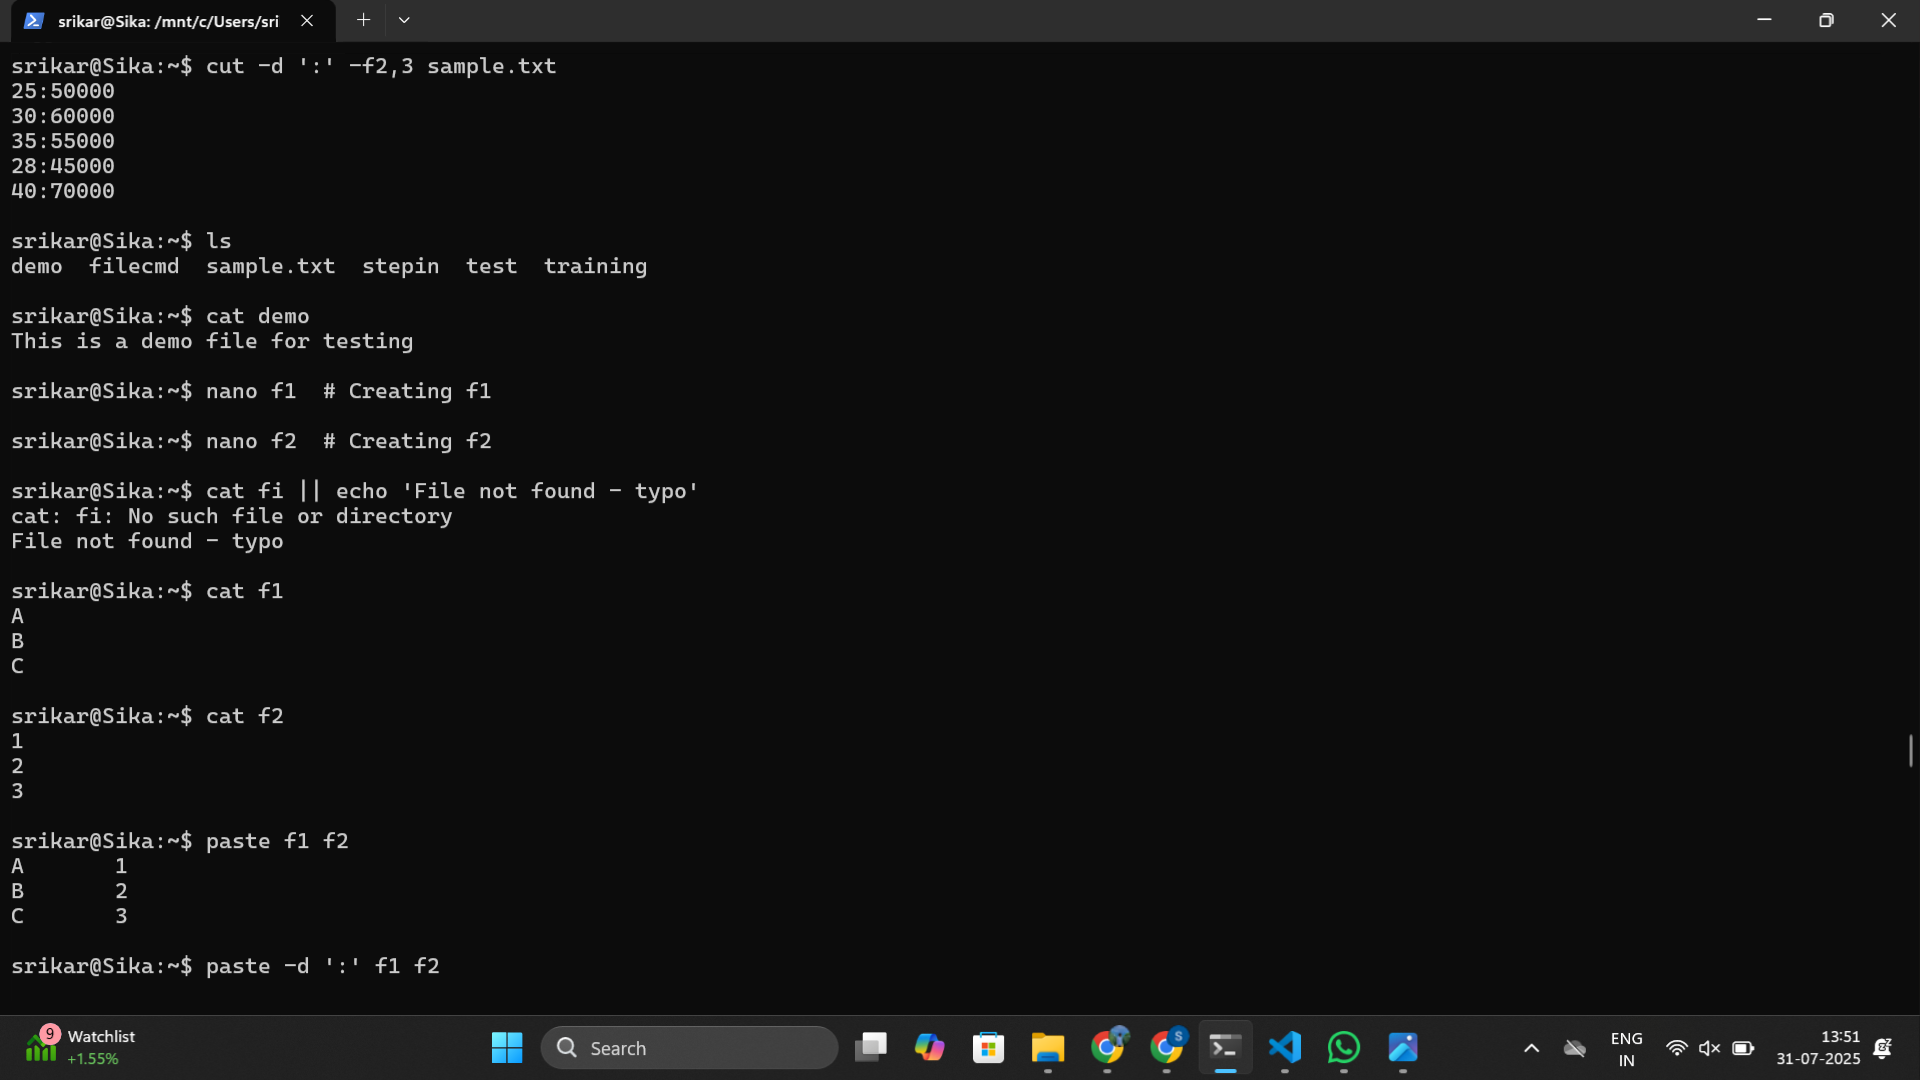 srikar@Sika: /mnt/c/Users/sri
srikar@Sika:~$ cut -d ':' -f2,3 sample.txt
25:50000
30:60000
35:55000
28:45000
40:70000
srikar@Sika:~$ ls
demo  filecmd  sample.txt  stepin  test  training
srikar@Sika:~$ cat demo
This is a demo file for testing
srikar@Sika:~$ nano f1  # Creating f1
srikar@Sika:~$ nano f2  # Creating f2
srikar@Sika:~$ cat fi || echo 'File not found - typo'
cat: fi: No such file or directory
File not found - typo
srikar@Sika:~$ cat f1
A
B
C
srikar@Sika:~$ cat f2
1
2
3
srikar@Sika:~$ paste f1 f2
A       1
B       2
C       3
srikar@Sika:~$ paste -d ':' f1 f2
9
Watchlist
+1.55%
Search
S
ENG
IN
13:51
31-07-2025